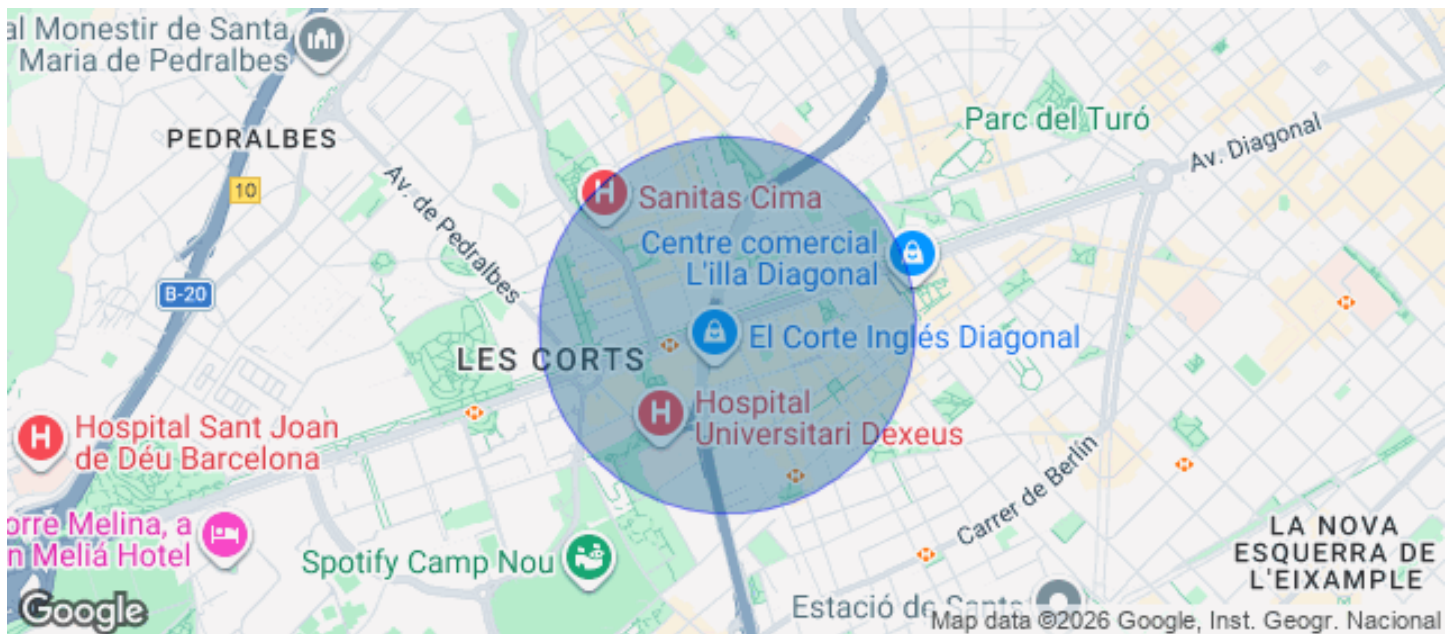 al Monestir de Santa
Maria de Pedralbes
PEDRALBES
10
Av. de Pedralbes
B-20
Parc del Turó
Av. Diagonal
H
Sanitas Cima
Centre comercial
L'illa Diagonal
El Corte Inglés Diagonal
LES CORTS
H
Hospital
Universitari Dexeus
H
Hospital Sant Joan
de Déu Barcelona
orre Melina, a
n Meliá Hotel
Spotify Camp Nou
Carrer de Berlín
LA NOVA
ESQUERRA DE
L'EIXAMPLE
Estació de Sants
Google
Map data ©2026 Google, Inst. Geogr. Nacional